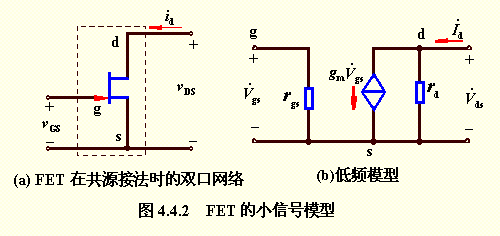 i_d
d
g
s
+
+
−
−
v_GS
v_DS
(a) FET 在共源接法时的双口网络
g
d
İ_d
+
+
−
−
V̇_gs
r_gs
g_m V̇_gs
r_d
V̇_ds
s
(b)低频模型
图 4.4.2 FET 的小信号模型